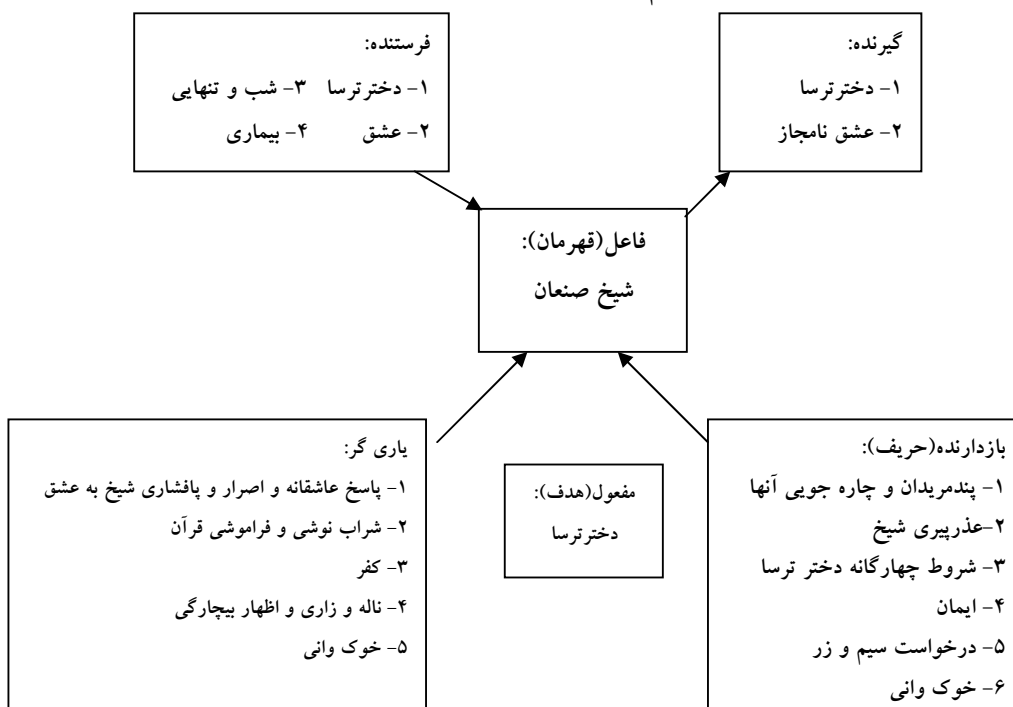 گیرنده:
۱- دخترترسا
۲- عشق نامجاز
فرستنده:
۱- دخترترسا ۳- شب و تنهایی
۲- عشق ۴- بیماری
فاعل(قهرمان):
شیخ صنعان
بازدارنده(حریف):
۱- پندمریدان و چاره جویی آنها
۲-عذرپیری شیخ
۳- شروط چهارگانه دختر ترسا
۴- ایمان
۵- درخواست سیم و زر
۶- خوک وانی
مفعول(هدف):
دخترترسا
یاری گر:
۱- پاسخ عاشقانه و اصرار و پافشاری شیخ به عشق
۲- شراب نوشی و فراموشی قرآن
۳- کفر
۴- ناله و زاری و اظهار بیچارگی
۵- خوک وانی